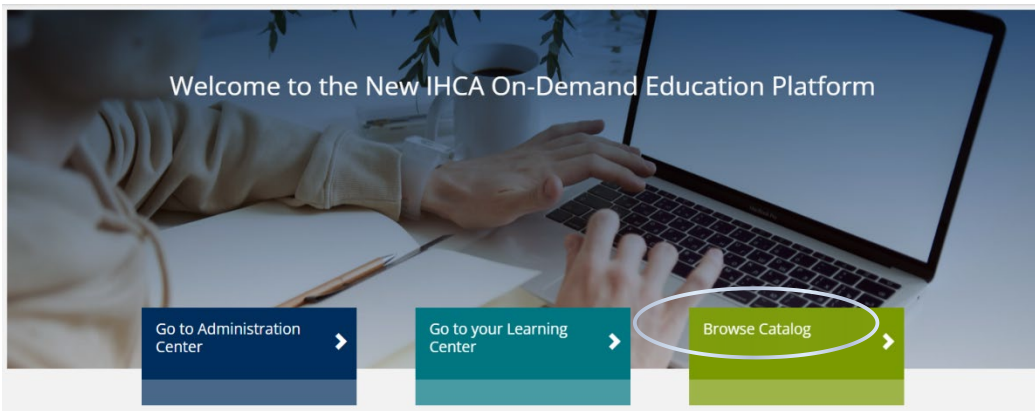 Welcome to the New IHCA On-Demand Education Platform
Go to Administration
Center
Go to your Learning
Center
Browse Catalog